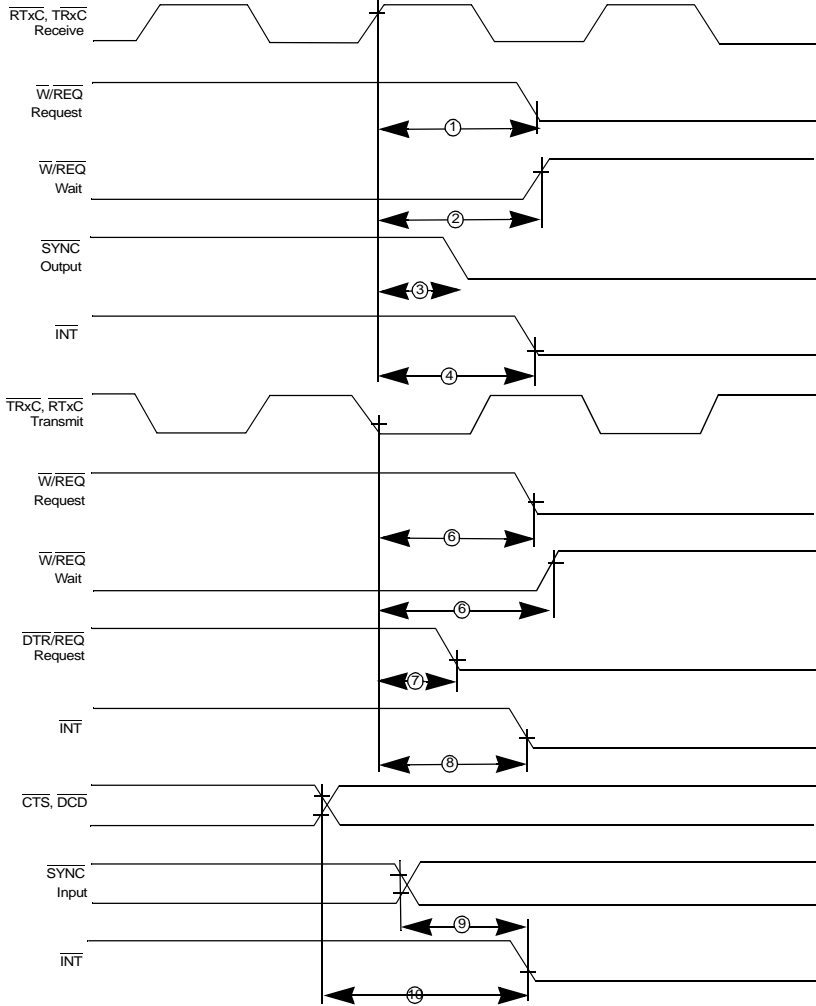 RTxC, TRxC
Receive
W/REQ
Request
1
W/REQ
Wait
2
SYNC
Output
3
INT
4
TRxC, RTxC
Transmit
W/REQ
Request
6
W/REQ
Wait
6
DTR/REQ
Request
7
INT
8
CTS, DCD
SYNC
Input
9
INT
10